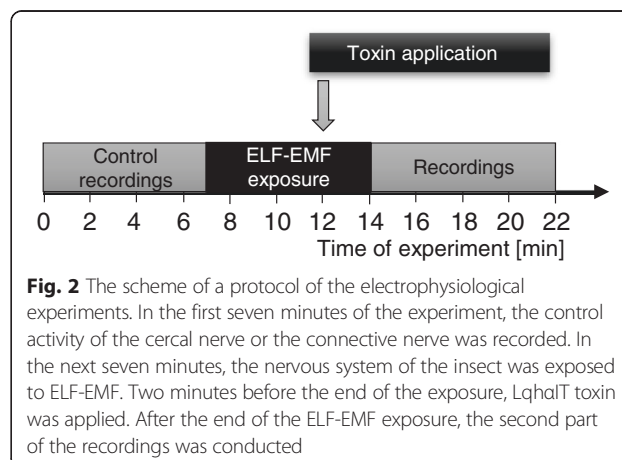 Toxin application
Control
recordings
ELF-EMF
exposure
Recordings
0 2 4 6 8 10 12 14 16 18 20 22
Time of experiment [min]
Fig. 2 The scheme of a protocol of the electrophysiological
experiments. In the first seven minutes of the experiment, the control
activity of the cercal nerve or the connective nerve was recorded. In
the next seven minutes, the nervous system of the insect was exposed
to ELF-EMF. Two minutes before the end of the exposure, LqhαIT toxin
was applied. After the end of the ELF-EMF exposure, the second part
of the recordings was conducted